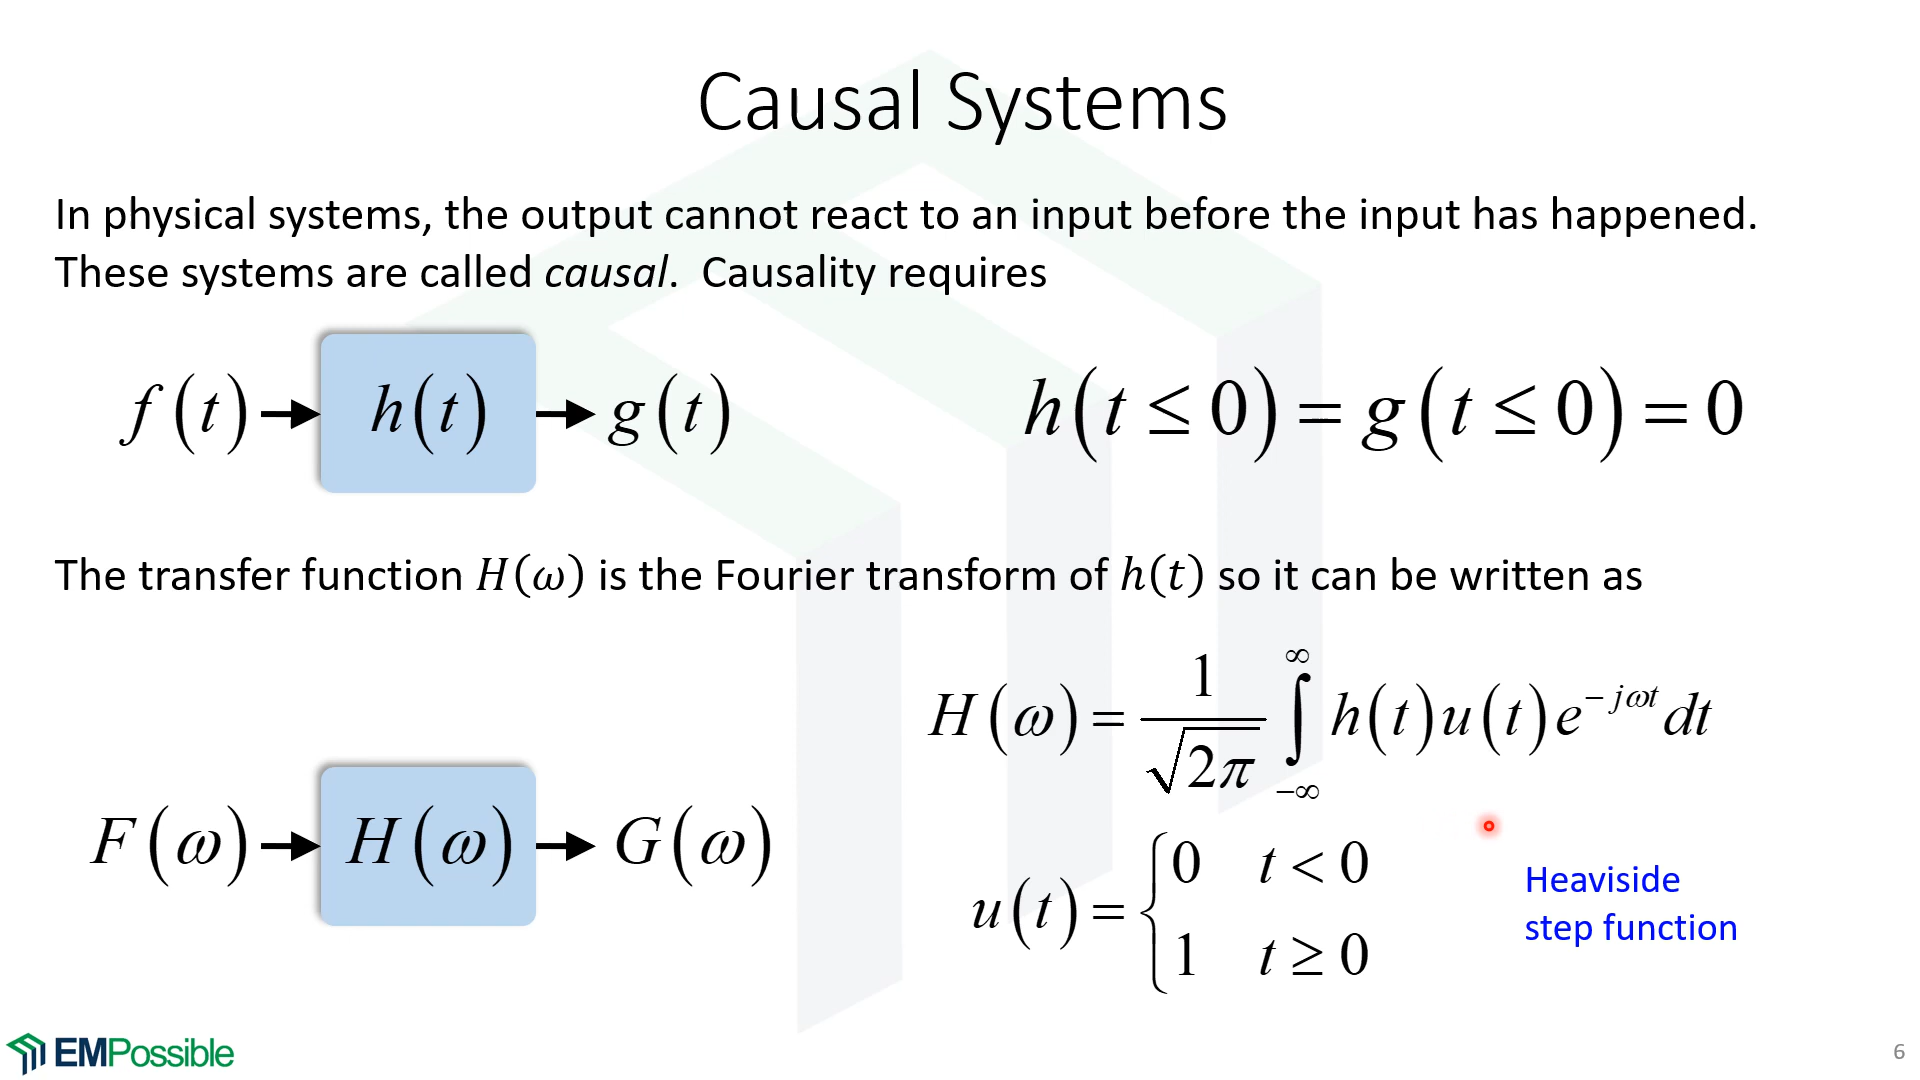 Causal Systems
In physical systems, the output cannot react to an input before the input has happened.
These systems are called causal. Causality requires
f(t) → h(t) → g(t)
h(t ≤ 0) = g(t ≤ 0) = 0
The transfer function H(ω) is the Fourier transform of h(t) so it can be written as
H(ω) = 1/√2π ∫_{-∞}^{∞} h(t)u(t)e^{-jωt}dt
F(ω) → H(ω) → G(ω)
u(t) = { 0 t < 0
1 t ≥ 0
Heaviside
step function
EMPossible
6